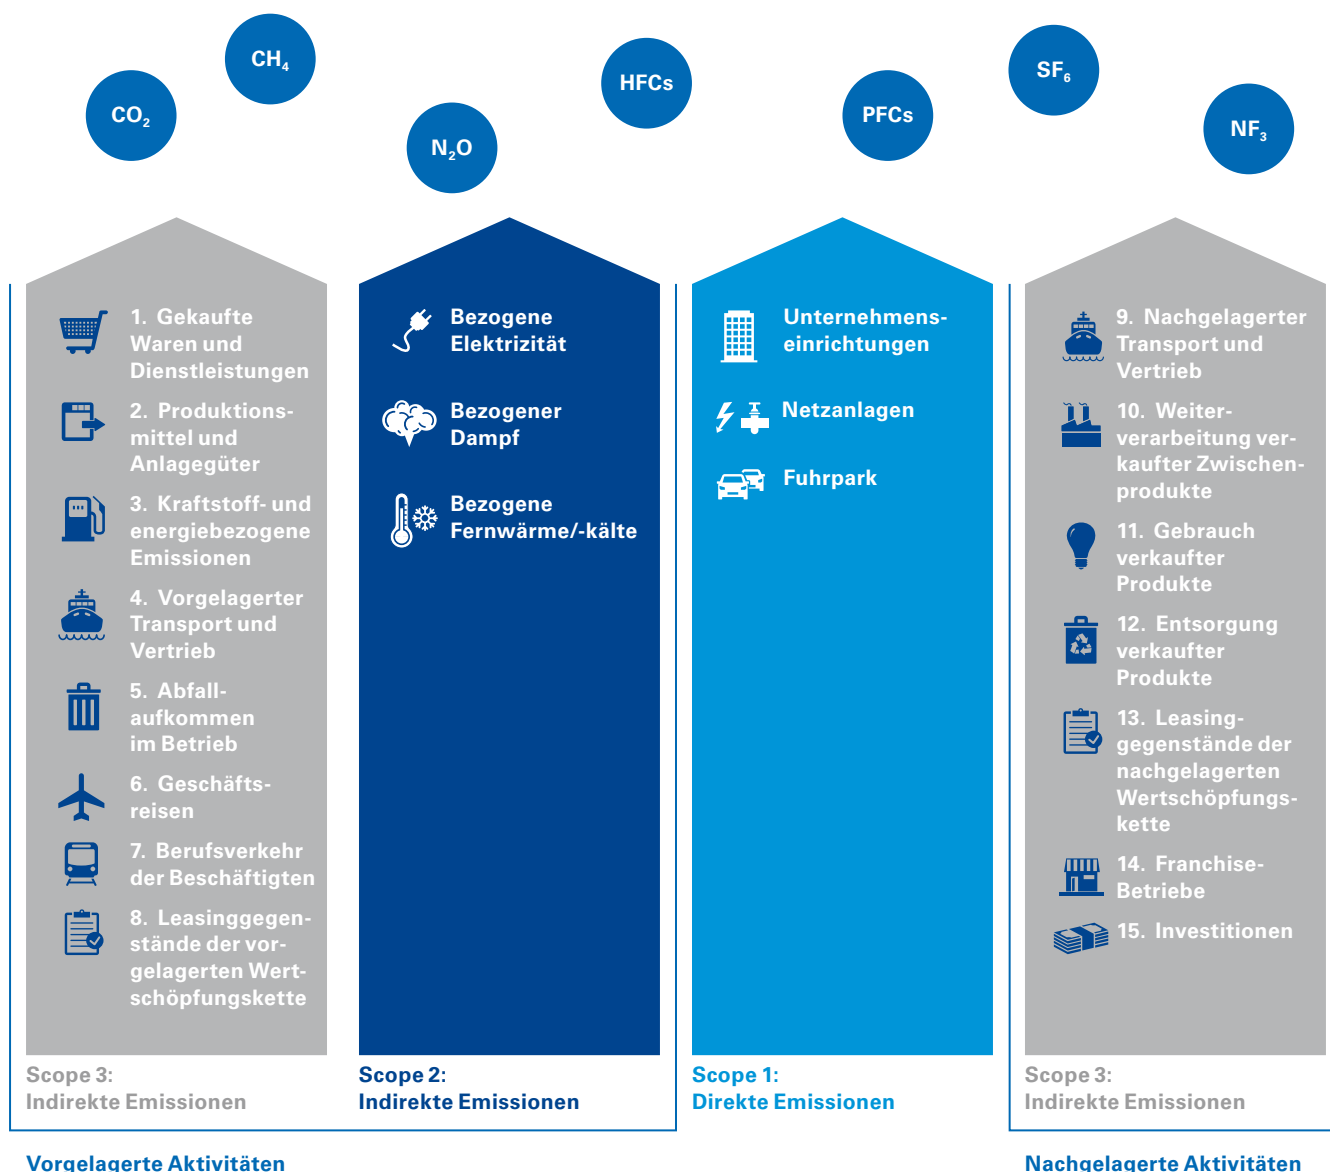 CO₂
CH₄
N₂O
HFCs
PFCs
SF₆
NF₃
1. Gekaufte
Waren und
Dienstleistungen
2. Produktions-
mittel und
Anlagegüter
3. Kraftstoff- und
energiebezogene
Emissionen
4. Vorgelagerter
Transport und
Vertrieb
5. Abfall-
aufkommen
im Betrieb
6. Geschäfts-
reisen
7. Berufsverkehr
der Beschäftigten
8. Leasinggegen-
stände der vor-
gelagerten Wert-
schöpfungskette
Scope 3:
Indirekte Emissionen
Bezogene
Elektrizität
Bezogener
Dampf
Bezogene
Fernwärme/-kälte
Scope 2:
Indirekte Emissionen
Unternehmens-
einrichtungen
Netzanlagen
Fuhrpark
Scope 1:
Direkte Emissionen
9. Nachgelagerter
Transport und
Vertrieb
10. Weiter-
verarbeitung ver-
kaufter Zwischen-
produkte
11. Gebrauch
verkaufter
Produkte
12. Entsorgung
verkaufter
Produkte
13. Leasing-
gegenstände der
nachgelagerten
Wertschöpfungs-
kette
14. Franchise-
Betriebe
15. Investitionen
Scope 3:
Indirekte Emissionen
Vorgelagerte Aktivitäten
Nachgelagerte Aktivitäten